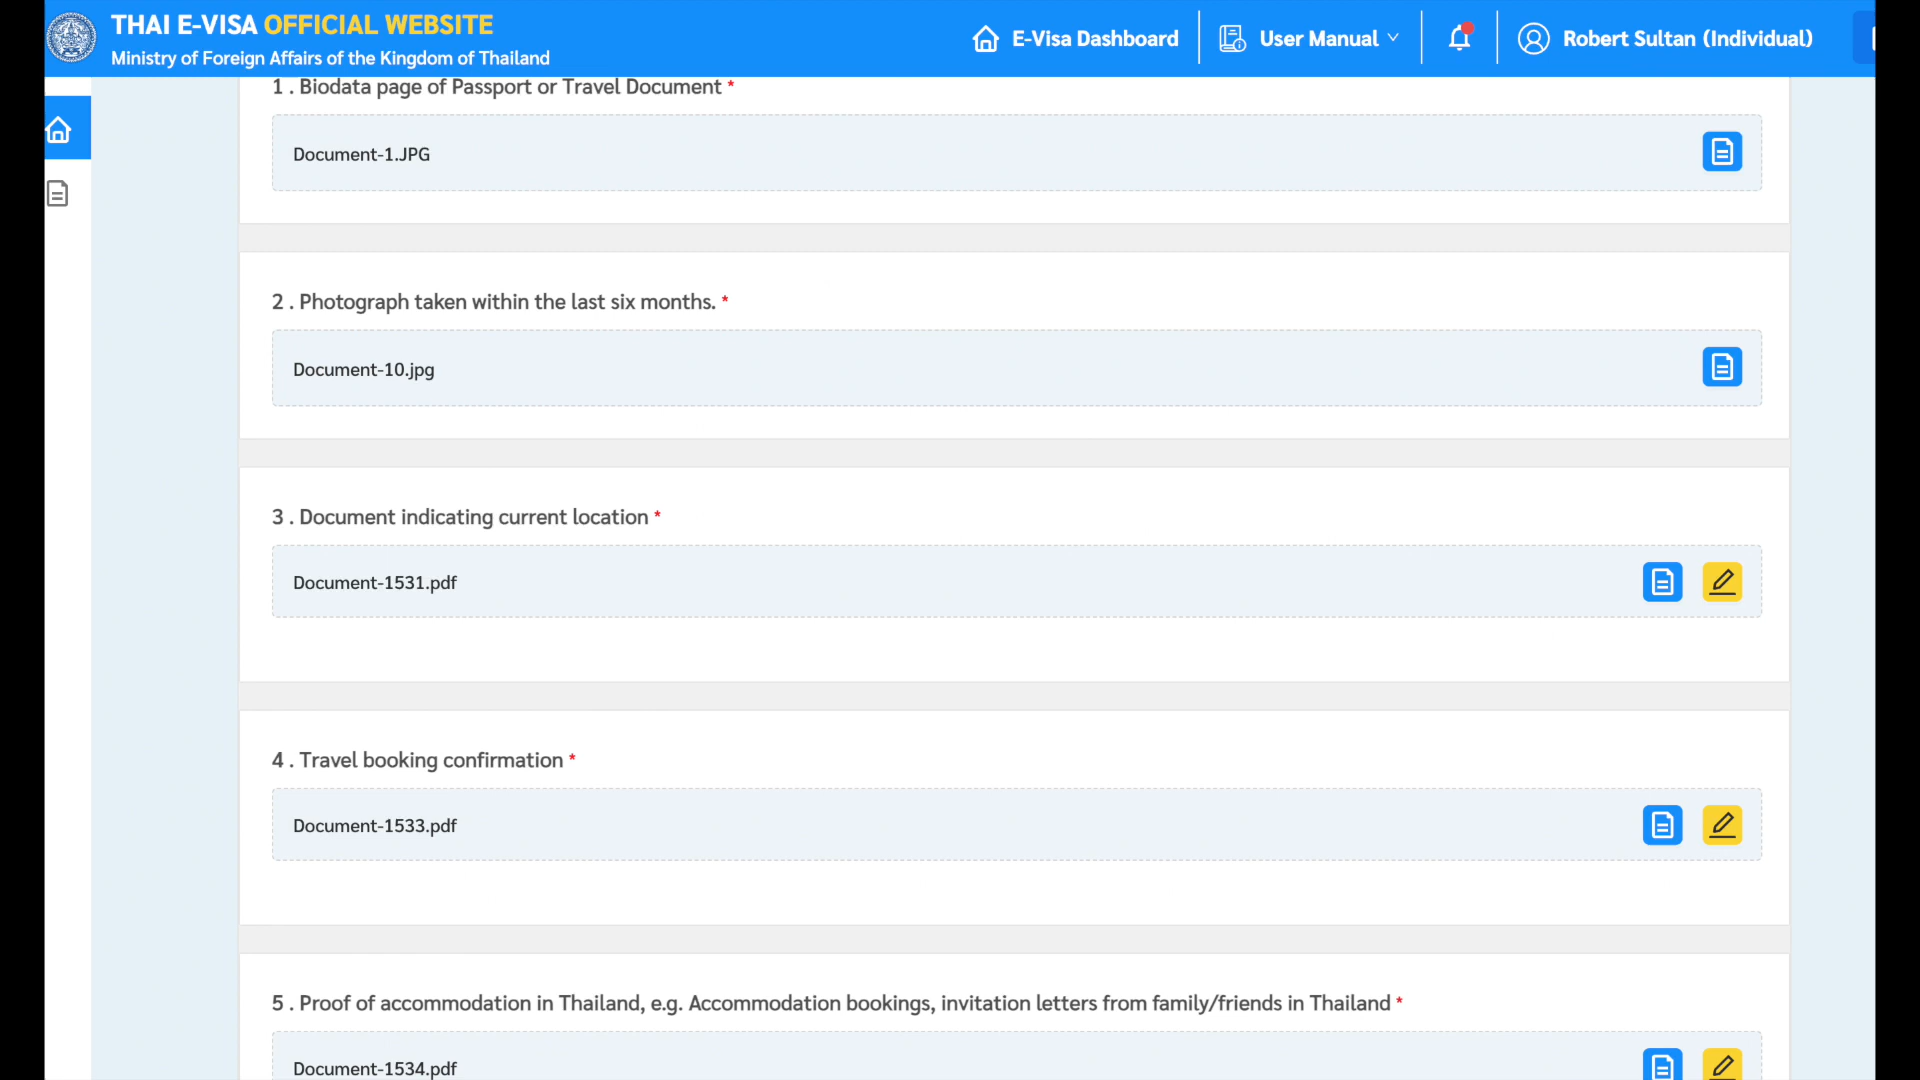 THAI E-VISA OFFICIAL WEBSITE
Ministry of Foreign Affairs of the Kingdom of Thailand
E-Visa Dashboard
User Manual
Robert Sultan (Individual)
1 . Biodata page of Passport or Travel Document *
Document-1.JPG
2 . Photograph taken within the last six months. *
Document-10.jpg
3 . Document indicating current location *
Document-1531.pdf
4 . Travel booking confirmation *
Document-1533.pdf
5 . Proof of accommodation in Thailand, e.g. Accommodation bookings, invitation letters from family/friends in Thailand *
Document-1534.pdf